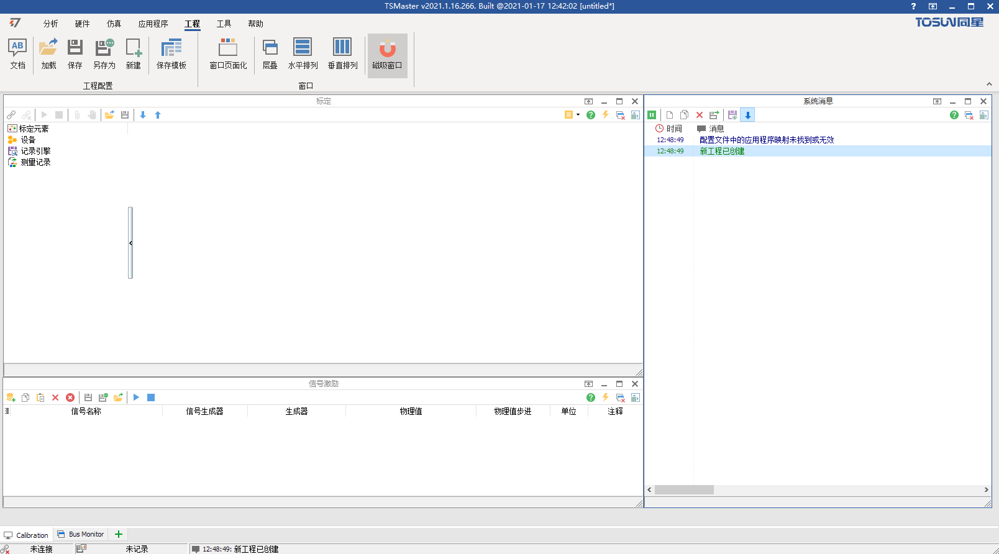 TSMaster v2021.1.16.266. Built @2021-01-17 12:42:02 [untitled*]
分析 硬件 仿真 应用程序 工程 工具 帮助
TOSUN同星
AB
文档 加载 保存 另存为 新建 保存模板 窗口页面化 层叠 水平排列 垂直排列 磁吸窗口
工程配置 窗口
标定
标定元素
设备
记录引擎
测量记录
系统消息
时间 消息
12:48:49 配置文件中的应用程序映射未找到或无效
12:48:49 新工程已创建
信号激励
信号名称 信号生成器 生成器 物理值 物理值步进 单位 注释
Calibration Bus Monitor
未连接 未记录 12:48:49: 新工程已创建